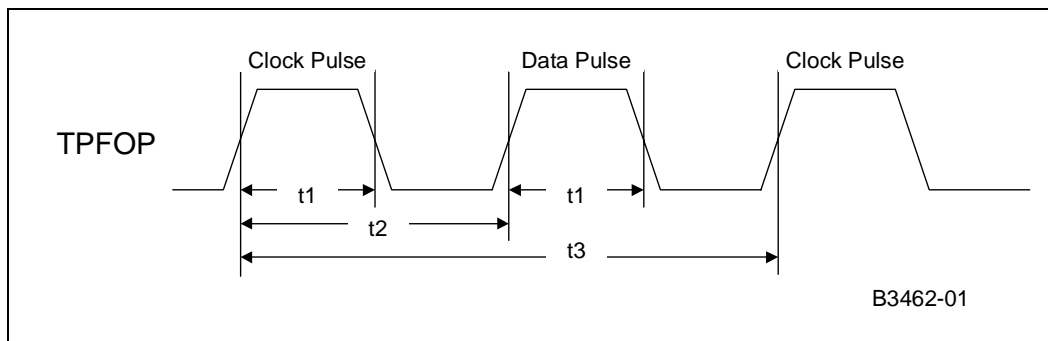 Clock Pulse
Data Pulse
Clock Pulse
TPFOP
t1
t1
t2
t3
B3462-01